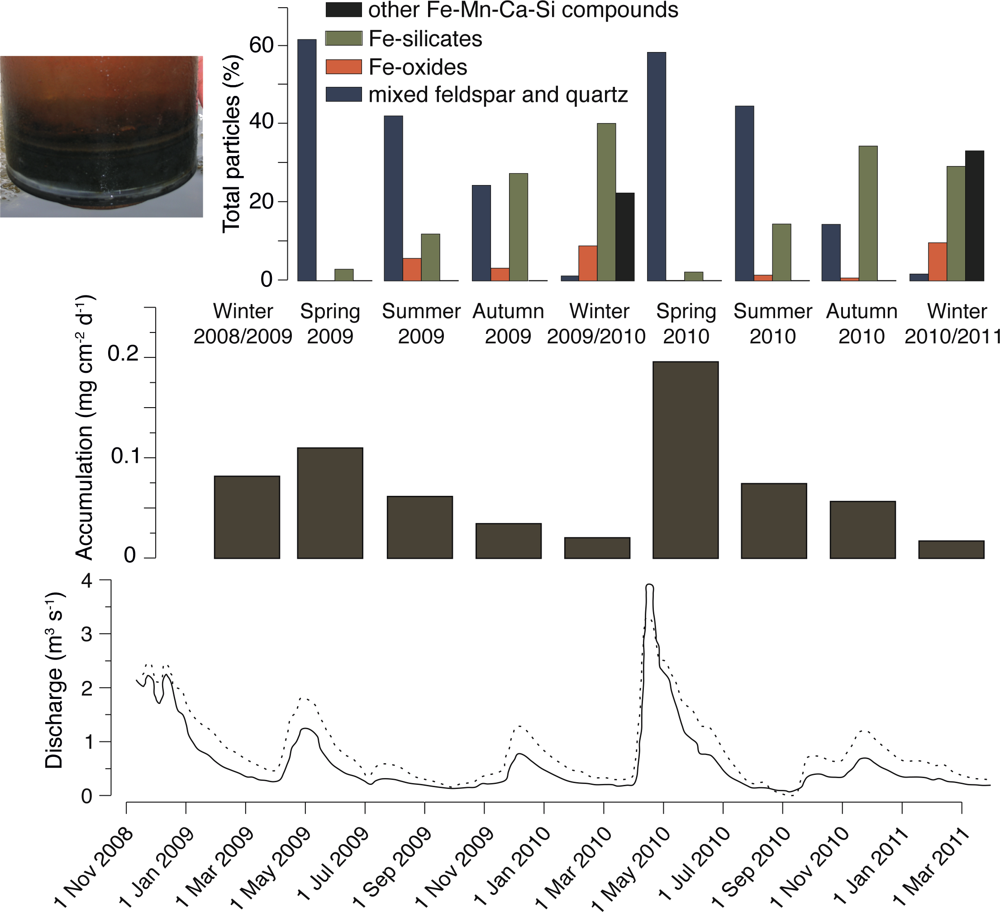 other Fe-Mn-Ca-Si compounds
Fe-silicates
Fe-oxides
mixed feldspar and quartz
Total particles (%)
60
40
20
0
Winter 2008/2009
Spring 2009
Summer 2009
Autumn 2009
Winter 2009/2010
Spring 2010
Summer 2010
Autumn 2010
Winter 2010/2011
Accumulation (mg cm-2 d-1)
0.2
0.1
0
Discharge (m3 s-1)
4
3
2
1
0
1 Nov 2008
1 Jan 2009
1 Mar 2009
1 May 2009
1 Jul 2009
1 Sep 2009
1 Nov 2009
1 Jan 2010
1 Mar 2010
1 May 2010
1 Jul 2010
1 Sep 2010
1 Nov 2010
1 Jan 2011
1 Mar 2011